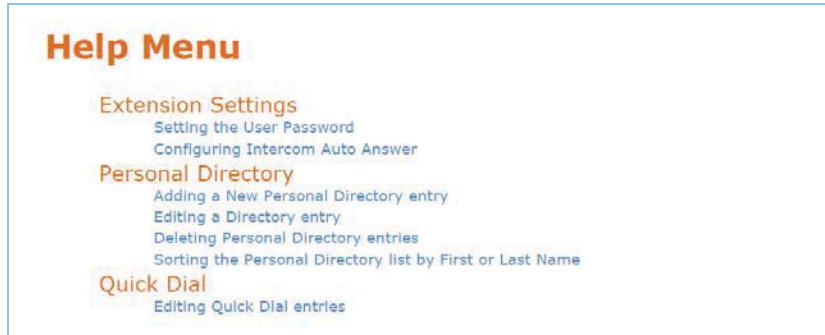 Help Menu
Extension Settings
Setting the User Password
Configuring Intercom Auto Answer
Personal Directory
Adding a New Personal Directory entry
Editing a Directory entry
Deleting Personal Directory entries
Sorting the Personal Directory list by First or Last Name
Quick Dial
Editing Quick Dial entries